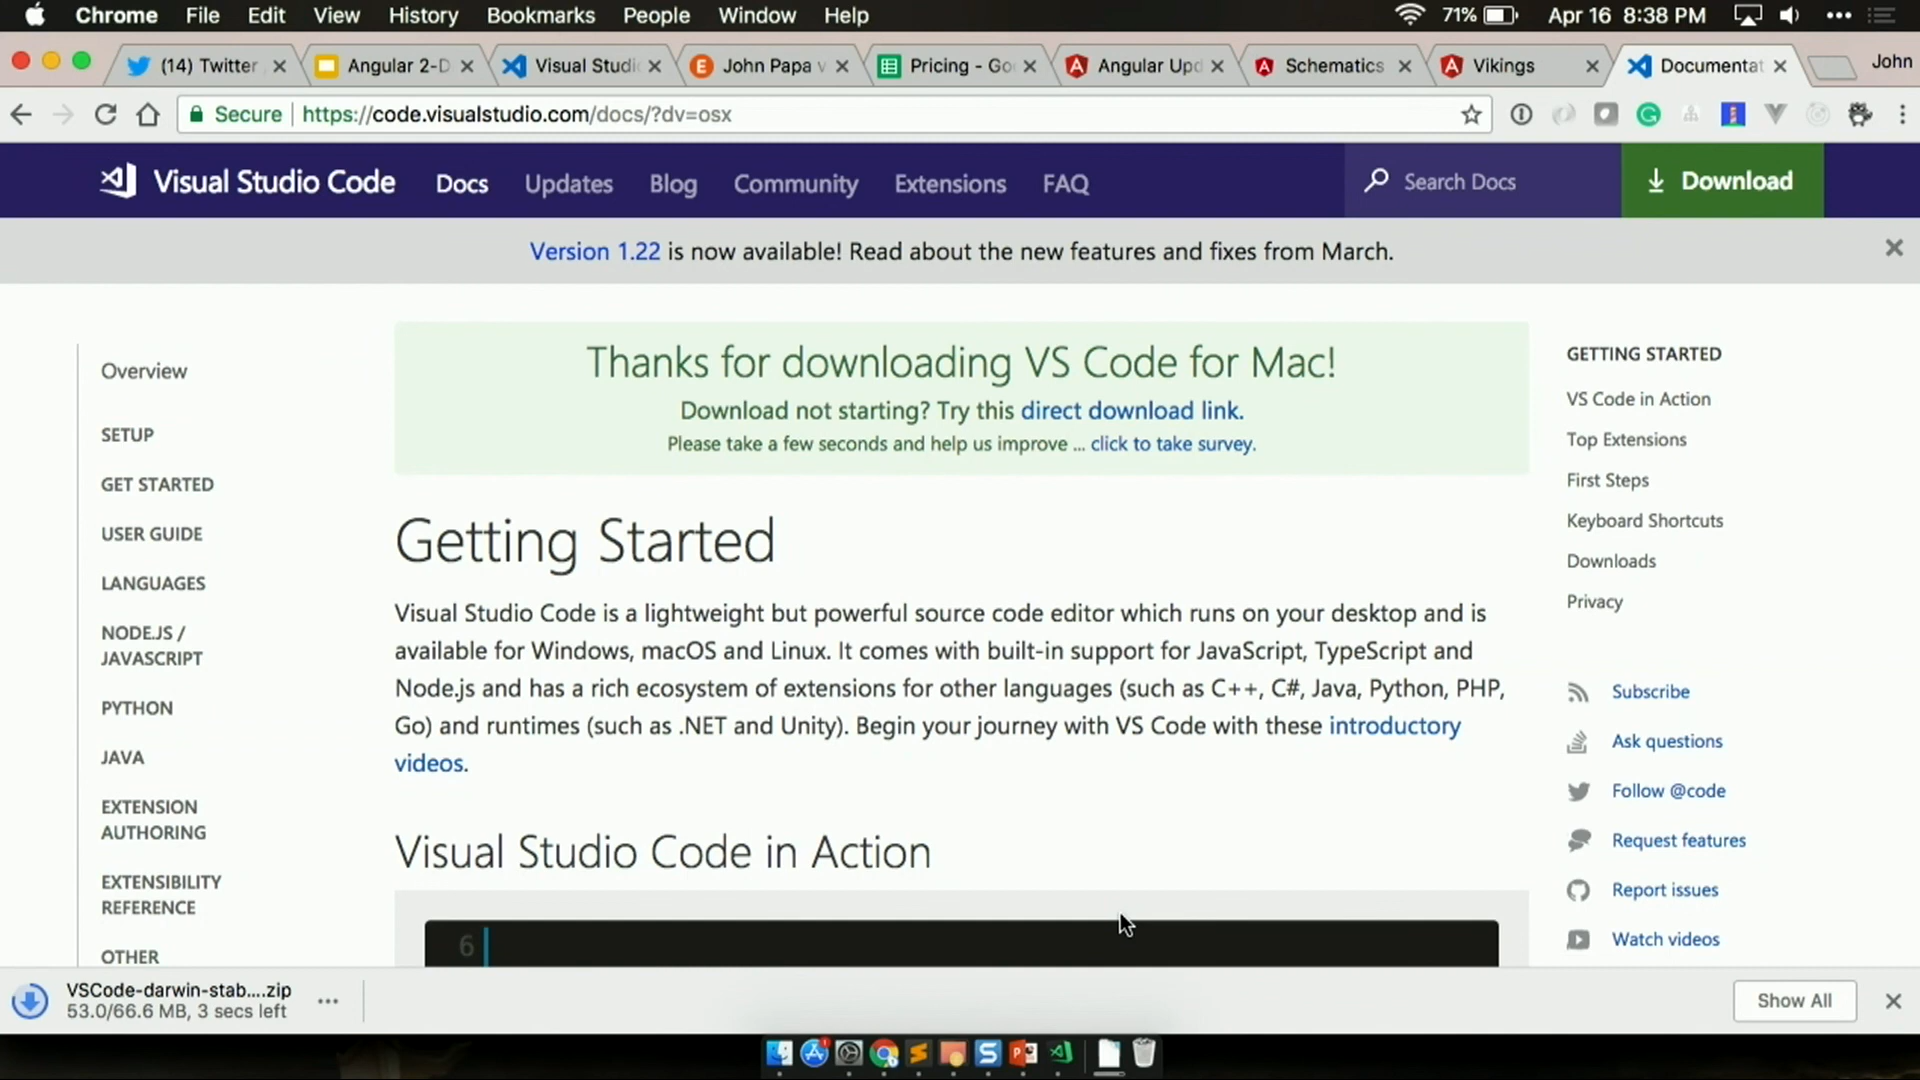 Chrome File Edit View History Bookmarks People Window Help 71% Apr 16 8:38 PM
(14) Twitter
Angular 2-D
Visual Studi
John Papa v
Pricing - Go
Angular Upd
Schematics
Vikings
Documentat
John
Secure https://code.visualstudio.com/docs/?dv=osx
Visual Studio Code Docs Updates Blog Community Extensions FAQ Search Docs Download
Version 1.22 is now available! Read about the new features and fixes from March.
Overview
SETUP
GET STARTED
USER GUIDE
LANGUAGES
NODE.JS /
JAVASCRIPT
PYTHON
JAVA
EXTENSION
AUTHORING
EXTENSIBILITY
REFERENCE
OTHER
Thanks for downloading VS Code for Mac!
Download not starting? Try this direct download link.
Please take a few seconds and help us improve ... click to take survey.
Getting Started
Visual Studio Code is a lightweight but powerful source code editor which runs on your desktop and is
available for Windows, macOS and Linux. It comes with built-in support for JavaScript, TypeScript and
Node.js and has a rich ecosystem of extensions for other languages (such as C++, C#, Java, Python, PHP,
Go) and runtimes (such as .NET and Unity). Begin your journey with VS Code with these introductory
videos.
Visual Studio Code in Action
6
GETTING STARTED
VS Code in Action
Top Extensions
First Steps
Keyboard Shortcuts
Downloads
Privacy
Subscribe
Ask questions
Follow @code
Request features
Report issues
Watch videos
VSCode-darwin-stab....zip
53.0/66.6 MB, 3 secs left
Show All